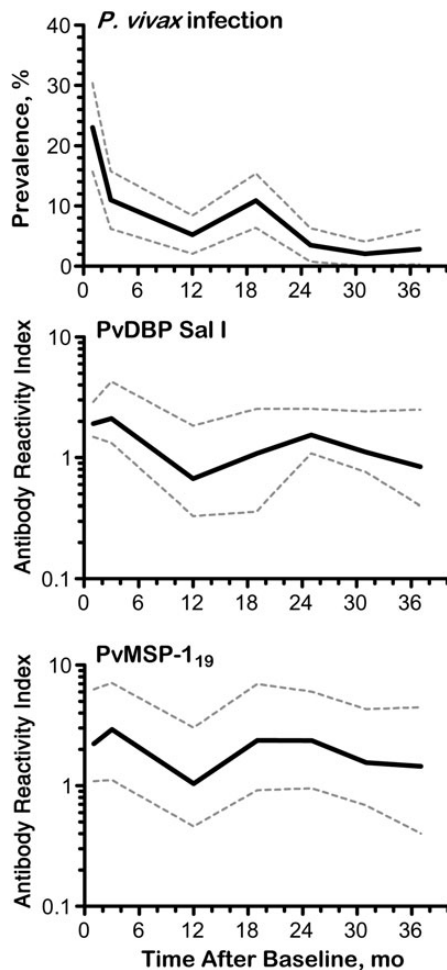 P. vivax infection
Prevalence, %
40
30
20
10
0
0 6 12 18 24 30 36
PvDBP Sal I
Antibody Reactivity Index
10
1
0.1
0 6 12 18 24 30 36
PvMSP-1₁₉
Antibody Reactivity Index
10
1
0.1
0 6 12 18 24 30 36
Time After Baseline, mo